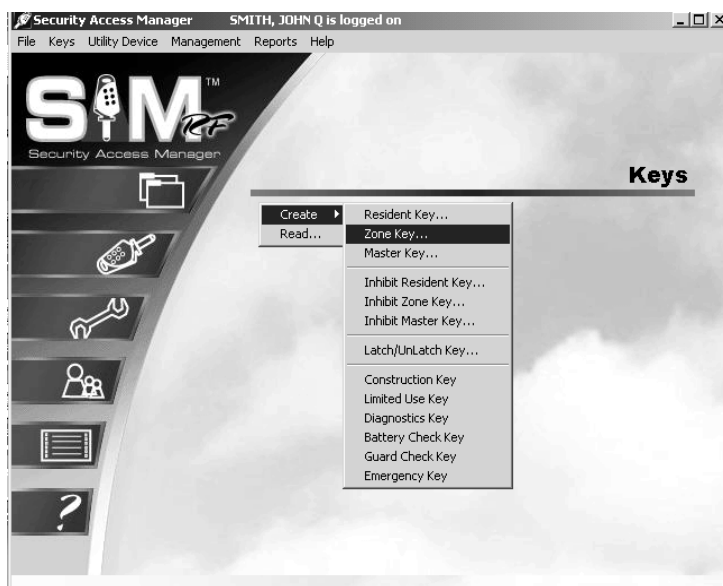 Security Access Manager SMITH, JOHN Q is logged on
File Keys Utility Device Management Reports Help
SAM TM
RF
Security Access Manager
Keys
Create
Read...
Resident Key...
Zone Key...
Master Key...
Inhibit Resident Key...
Inhibit Zone Key...
Inhibit Master Key...
Latch/UnLatch Key...
Construction Key
Limited Use Key
Diagnostics Key
Battery Check Key
Guard Check Key
Emergency Key
?